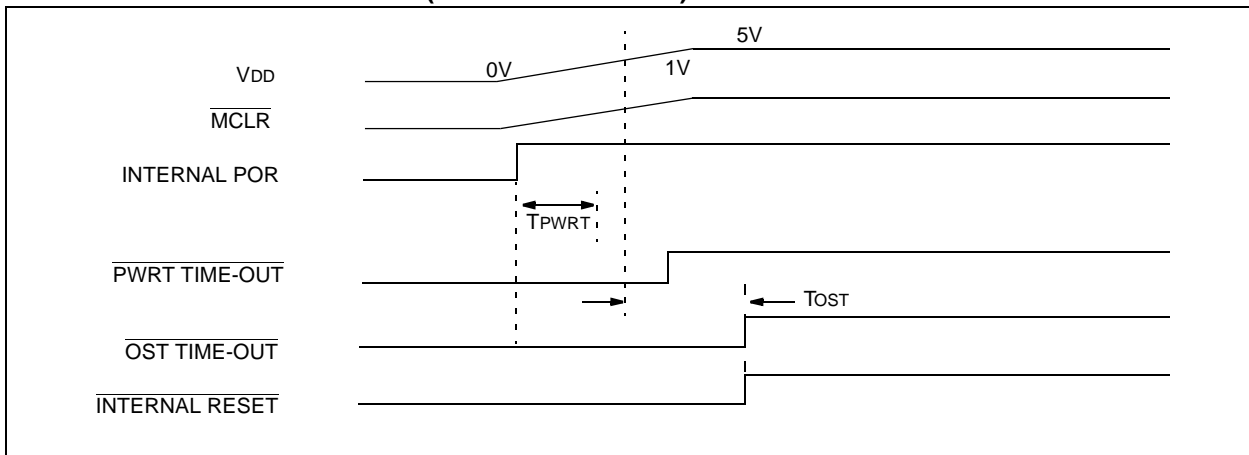 5V
VDD
0V
1V
MCLR
INTERNAL POR
TPWRT
PWRT TIME-OUT
TOST
OST TIME-OUT
INTERNAL RESET